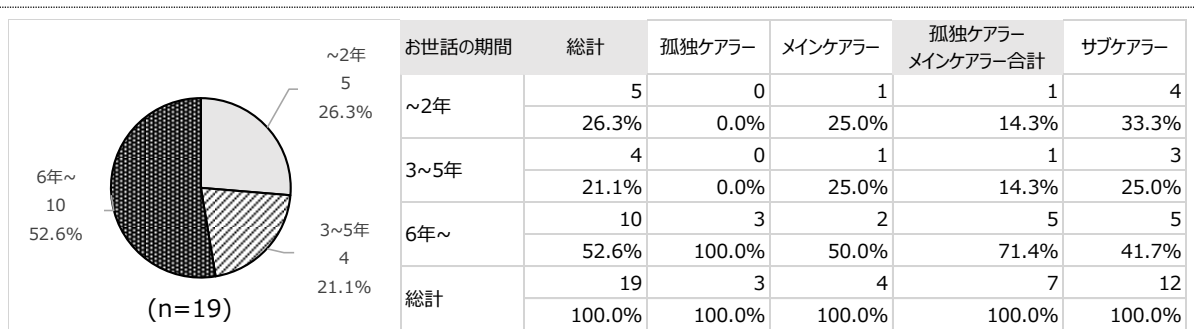 ~2年
5
26.3%
6年~
10
52.6%
3~5年
4
21.1%
(n=19)
お世話の期間 総計 孤独ケアラー メインケアラー 孤独ケアラー メインケアラー合計 サブケアラー
~2年 5 0 1 1 4
26.3% 0.0% 25.0% 14.3% 33.3%
3~5年 4 0 1 1 3
21.1% 0.0% 25.0% 14.3% 25.0%
6年~ 10 3 2 5 5
52.6% 100.0% 50.0% 71.4% 41.7%
総計 19 3 4 7 12
100.0% 100.0% 100.0% 100.0% 100.0%